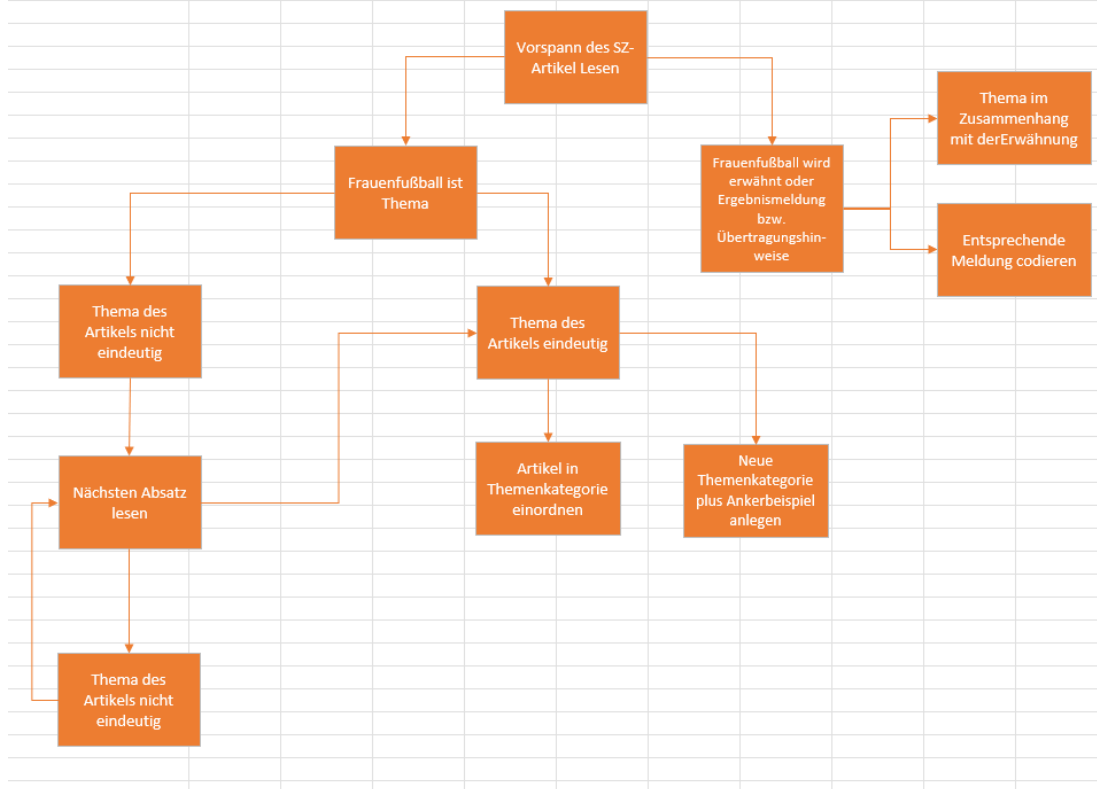 Vorspann des SZ-
Artikel Lesen
Thema im
Zusammenhang
mit derErwähnung
Frauenfußball ist
Thema
Frauenfußball wird
erwähnt oder
Ergebnismeldung
bzw.
Übertragungshin-
weise
Entsprechende
Meldung codieren
Thema des
Artikels nicht
eindeutig
Thema des
Artikels eindeutig
Nächsten Absatz
lesen
Artikel in
Themenkategorie
einordnen
Neue
Themenkategorie
plus Ankerbeispiel
anlegen
Thema des
Artikels nicht
eindeutig